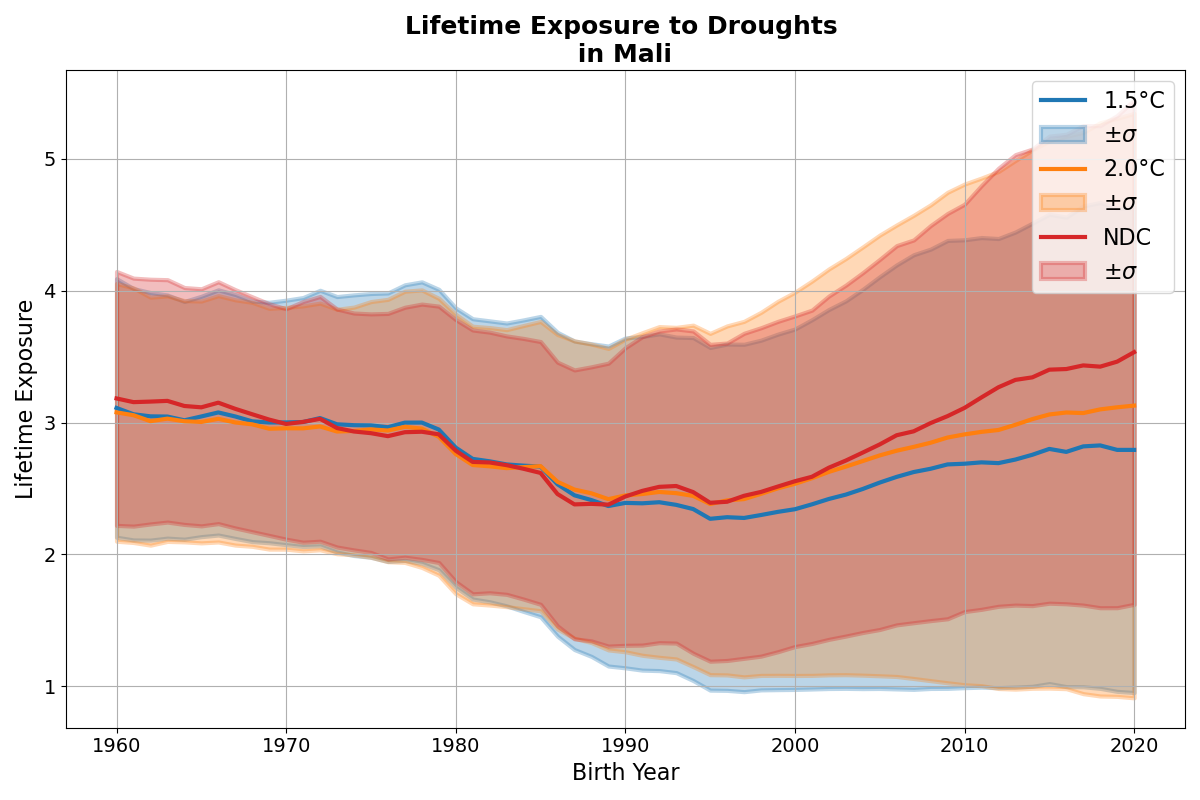 Lifetime Exposure to Droughts
in Mali
Lifetime Exposure
5
4
3
2
1
1960 1970 1980 1990 2000 2010 2020
Birth Year
1.5°C
±σ
2.0°C
±σ
NDC
±σ